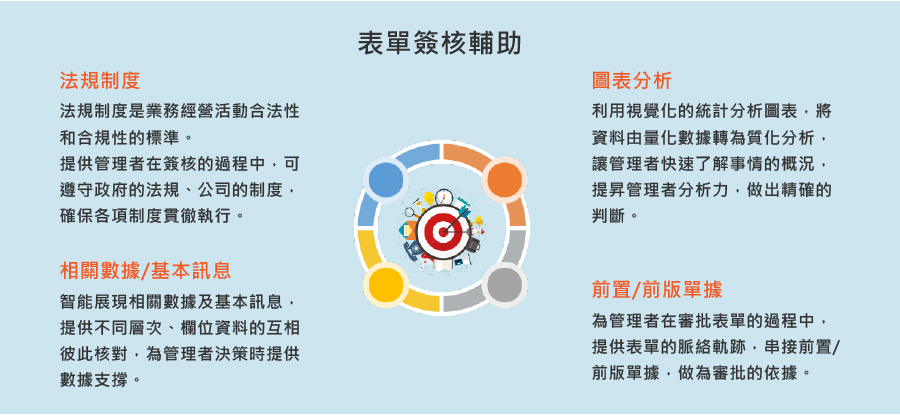 表單簽核輔助
法規制度
法規制度是業務經營活動合法性
和合規性的標準。
提供管理者在簽核的過程中，可
遵守政府的法規、公司的制度，
確保各項制度貫徹執行。
相關數據/基本訊息
智能展現相關數據及基本訊息，
提供不同層次、欄位資料的互相
彼此核對，為管理者決策時提供
數據支撐。
圖表分析
利用視覺化的統計分析圖表，將
資料由量化數據轉為質化分析，
讓管理者快速了解事情的概況，
提昇管理者分析力，做出精確的
判斷。
前置/前版單據
為管理者在審批表單的過程中，
提供表單的脈絡軌跡，串接前置/
前版單據，做為審批的依據。